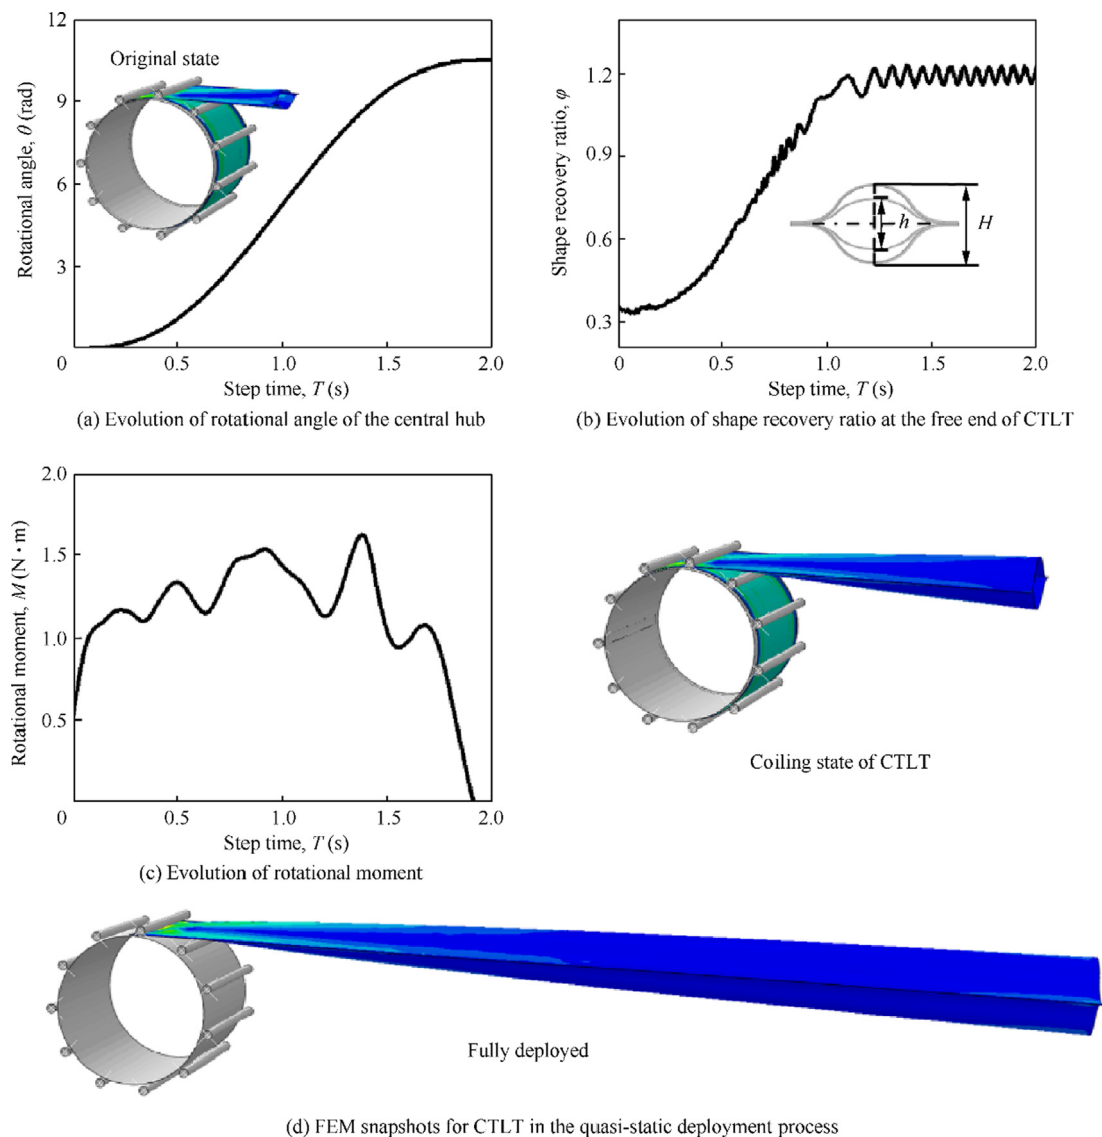 12
9
6
3
0
0.5
1.0
1.5
2.0
Rotational angle, θ (rad)
Original state
Step time, T (s)
(a) Evolution of rotational angle of the central hub
1.2
0.9
0.6
0.3
0
0.5
1.0
1.5
2.0
Shape recovery ratio, φ
h
H
Step time, T (s)
(b) Evolution of shape recovery ratio at the free end of CTLT
2.0
1.5
1.0
0.5
0
0.5
1.0
1.5
2.0
Rotational moment, M (N·m)
Step time, T (s)
(c) Evolution of rotational moment
Coiling state of CTLT
Fully deployed
(d) FEM snapshots for CTLT in the quasi-static deployment process